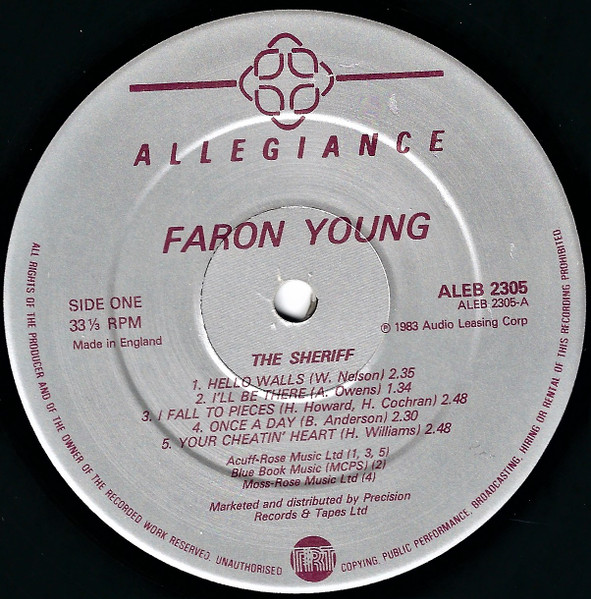 ALLEGIANCE
FARON YOUNG
SIDE ONE
33⅓ RPM
Made in England
ALEB 2305
ALEB 2305-A
℗ 1983 Audio Leasing Corp
THE SHERIFF
1. HELLO WALLS (W. Nelson) 2.35
2. I'LL BE THERE (A. Owens) 1.34
3. I FALL TO PIECES (H. Howard, H. Cochran) 2.48
4. ONCE A DAY (B. Anderson) 2.30
5. YOUR CHEATIN' HEART (H. Williams) 2.48
Acuff-Rose Music Ltd (1, 3, 5)
Blue Book Music (MCPS) (2)
Moss-Rose Music Ltd (4)
Marketed and distributed by Precision
Records & Tapes Ltd
ALL RIGHTS OF THE PRODUCER AND OF THE OWNER OF THE RECORDED WORK RESERVED. UNAUTHORISED COPYING, PUBLIC PERFORMANCE, BROADCASTING, HIRING OR RENTAL OF THIS RECORDING PROHIBITED
PRT